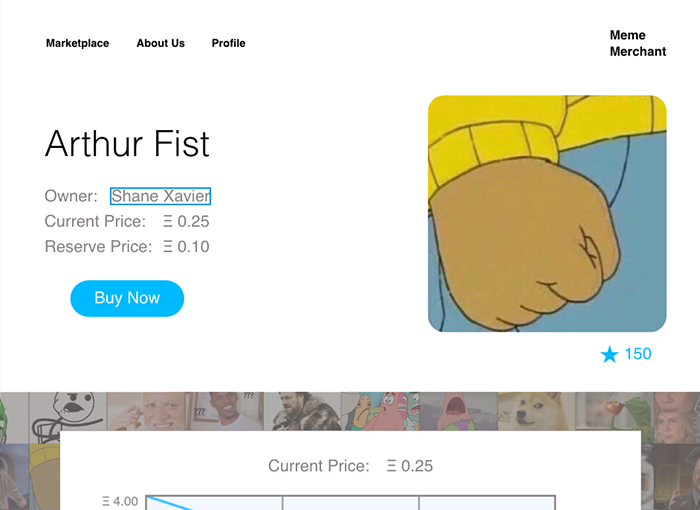 Marketplace About Us Profile
Meme
Merchant
Arthur Fist
Owner: Shane Xavier
Current Price: Ξ 0.25
Reserve Price: Ξ 0.10
Buy Now
150
???
???
Current Price: Ξ 0.25
Ξ 4.00